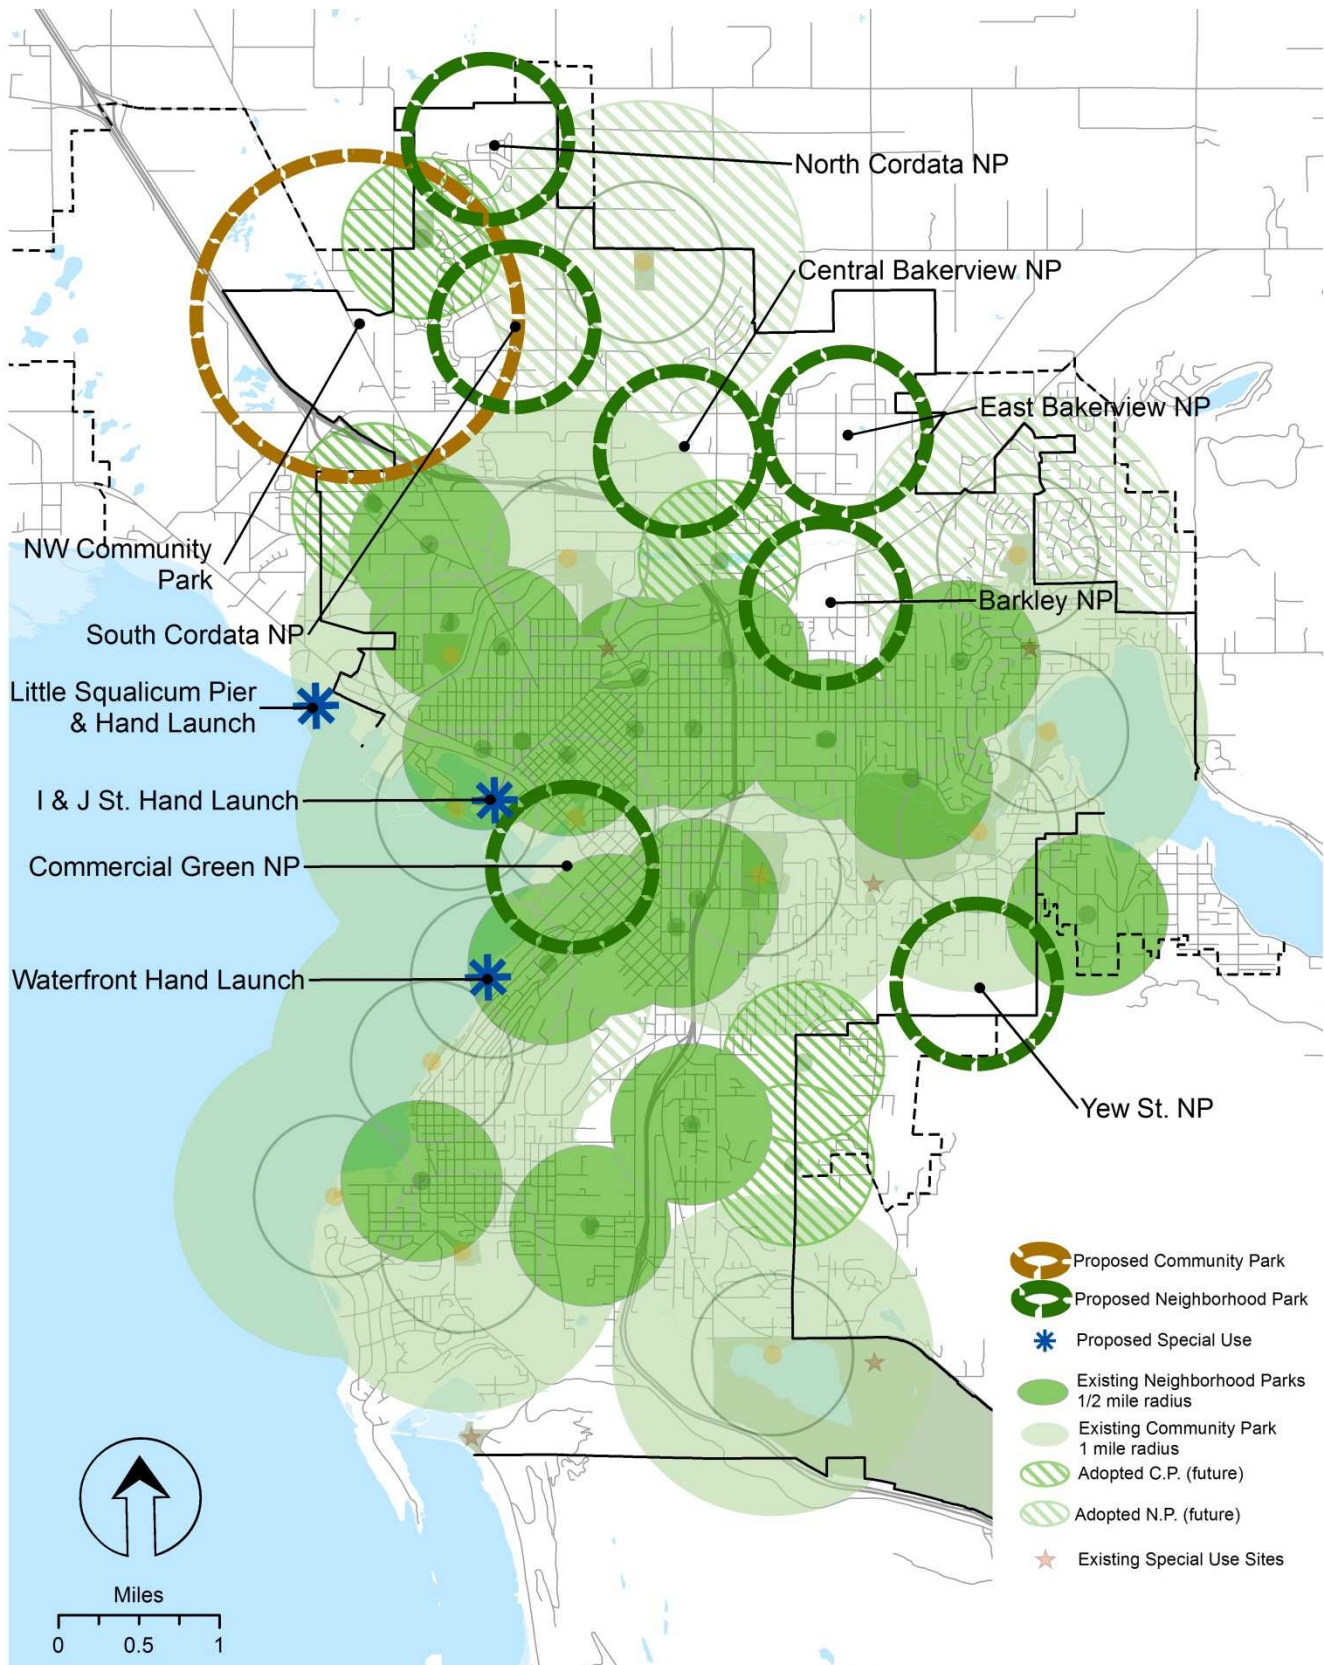 North Cordata NP
Central Bakerview NP
East Bakerview NP
NW Community
Park
Barkley NP
South Cordata NP
Little Squalicum Pier
& Hand Launch
I & J St. Hand Launch
Commercial Green NP
Waterfront Hand Launch
Yew St. NP
Proposed Community Park
Proposed Neighborhood Park
Proposed Special Use
Existing Neighborhood Parks
1/2 mile radius
Existing Community Park
1 mile radius
Adopted C.P. (future)
Adopted N.P. (future)
Existing Special Use Sites
Miles
0 0.5 1